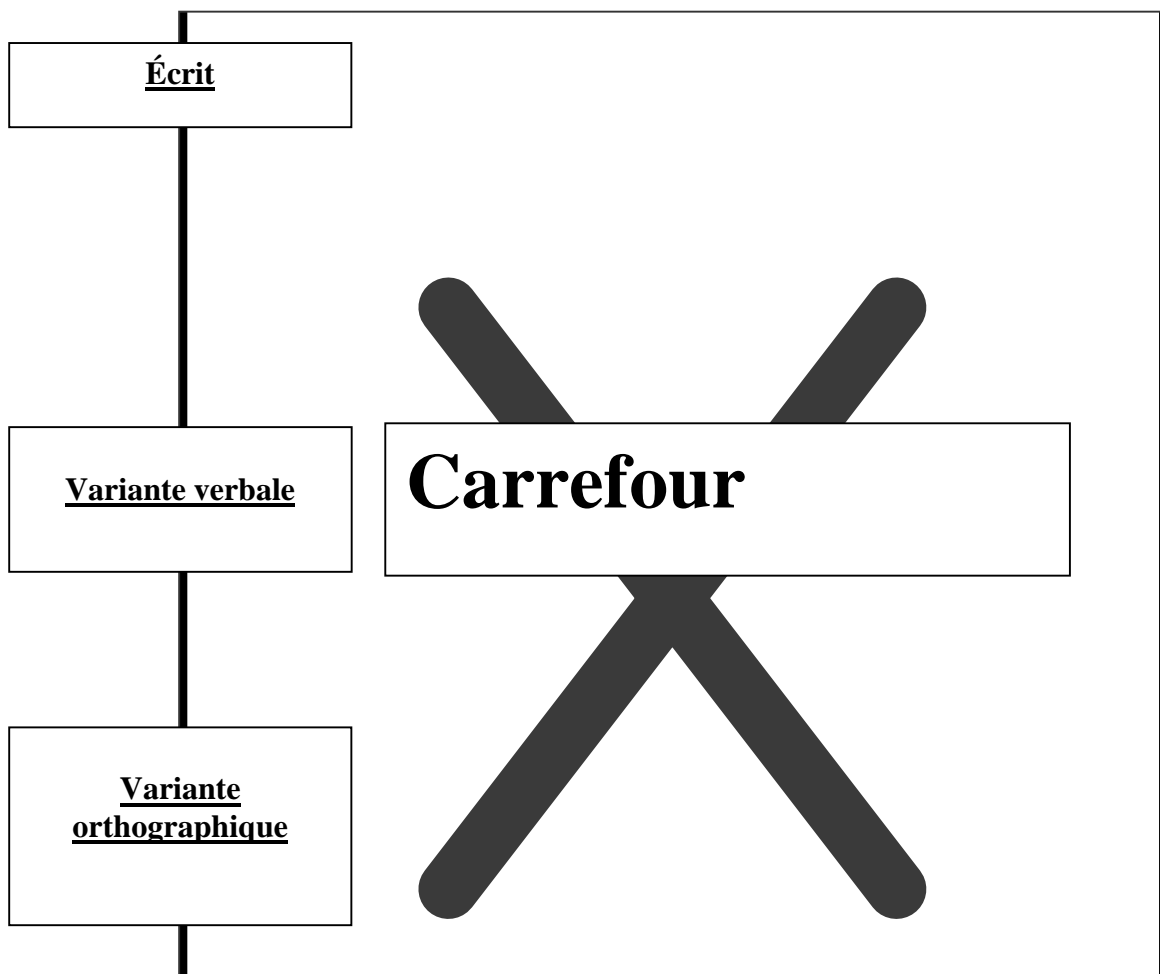 Écrit
Variante verbale
Carrefour
Variante
orthographique